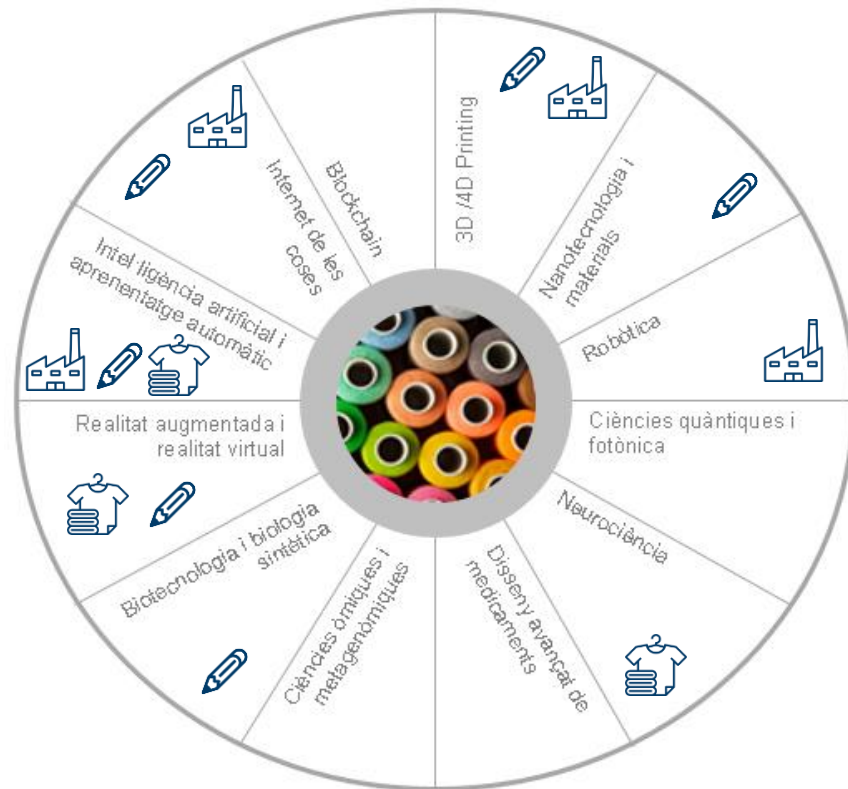 3D /4D Printing
Nanotecnologia i
materials
Robòtica
Ciències quàntiques i
fotònica
Neurociència
Disseny avançat de
medicaments
Ciències òmiques i
metagenòmiques
Biotecnologia i biologia
sintètica
Realitat augmentada i
realitat virtual
Intel·ligència artificial i
aprenentatge automàtic
Internet de les
coses
Blockchain